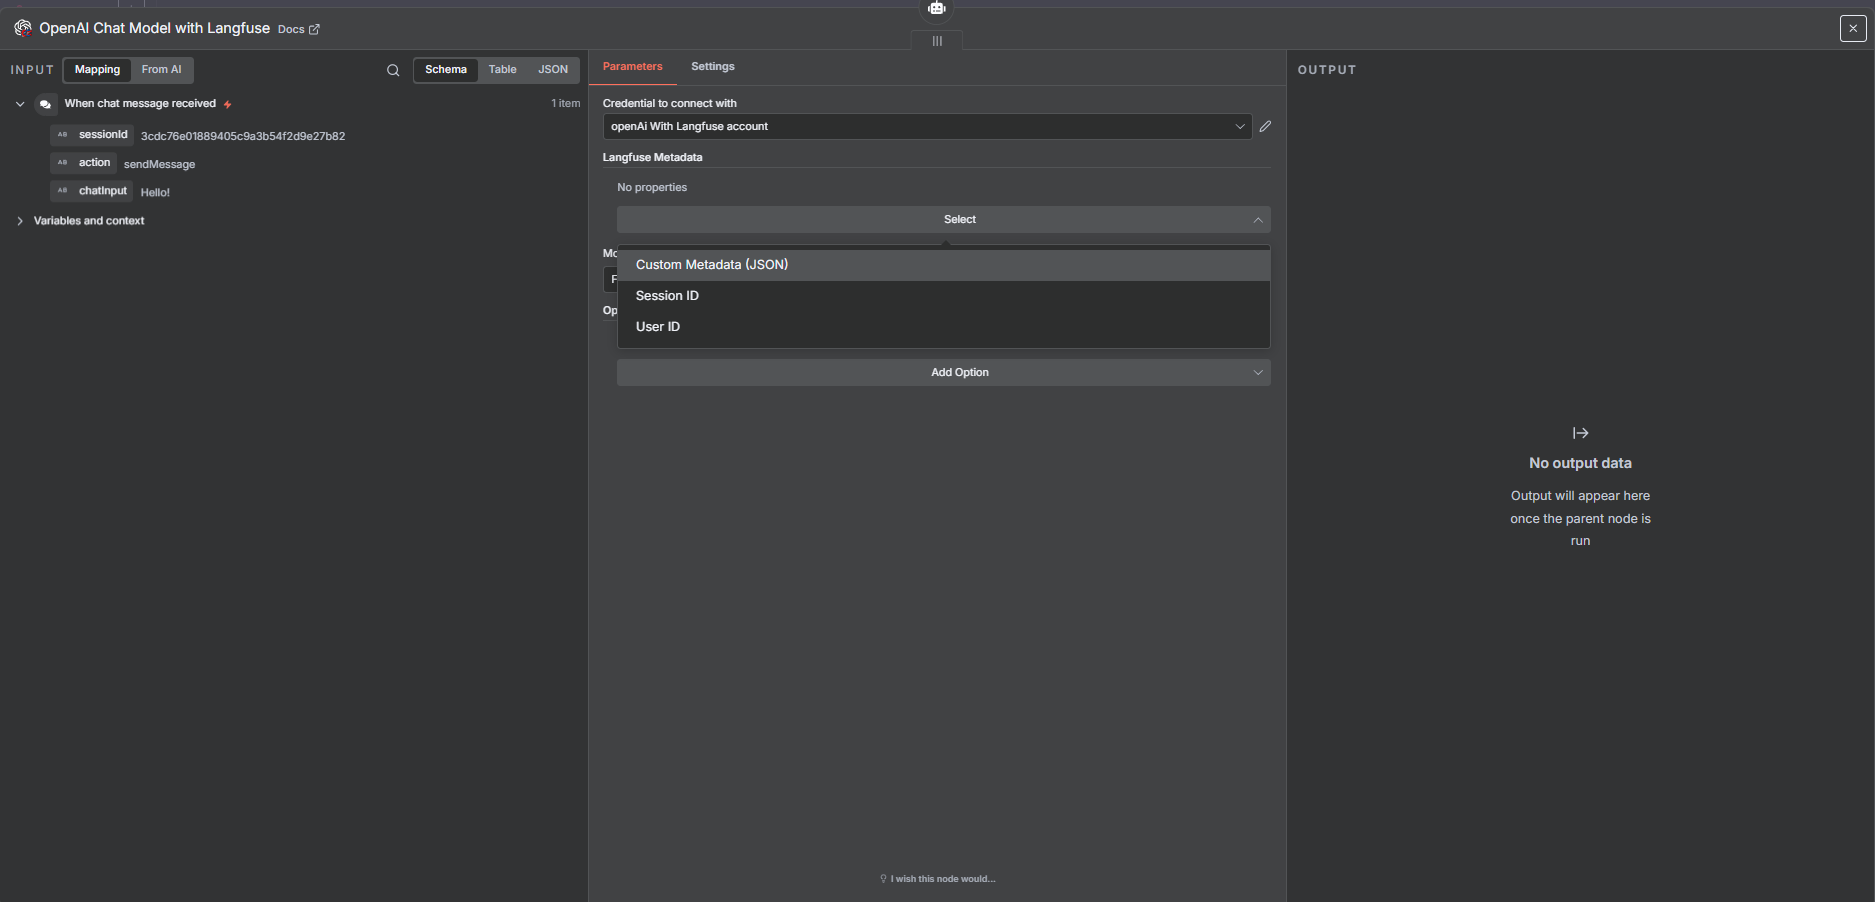 OpenAI Chat Model with Langfuse Docs
INPUT Mapping From AI Schema Table JSON
When chat message received 1 item
AB sessionId 3cdc76e01889405c9a3b54f2d9e27b82
AB action sendMessage
AB chatInput Hello!
Variables and context
Parameters Settings
Credential to connect with
openAi With Langfuse account
Langfuse Metadata
No properties
Select
Mo
Custom Metadata (JSON)
F
Session ID
Op
User ID
Add Option
I wish this node would...
OUTPUT
No output data
Output will appear here
once the parent node is
run